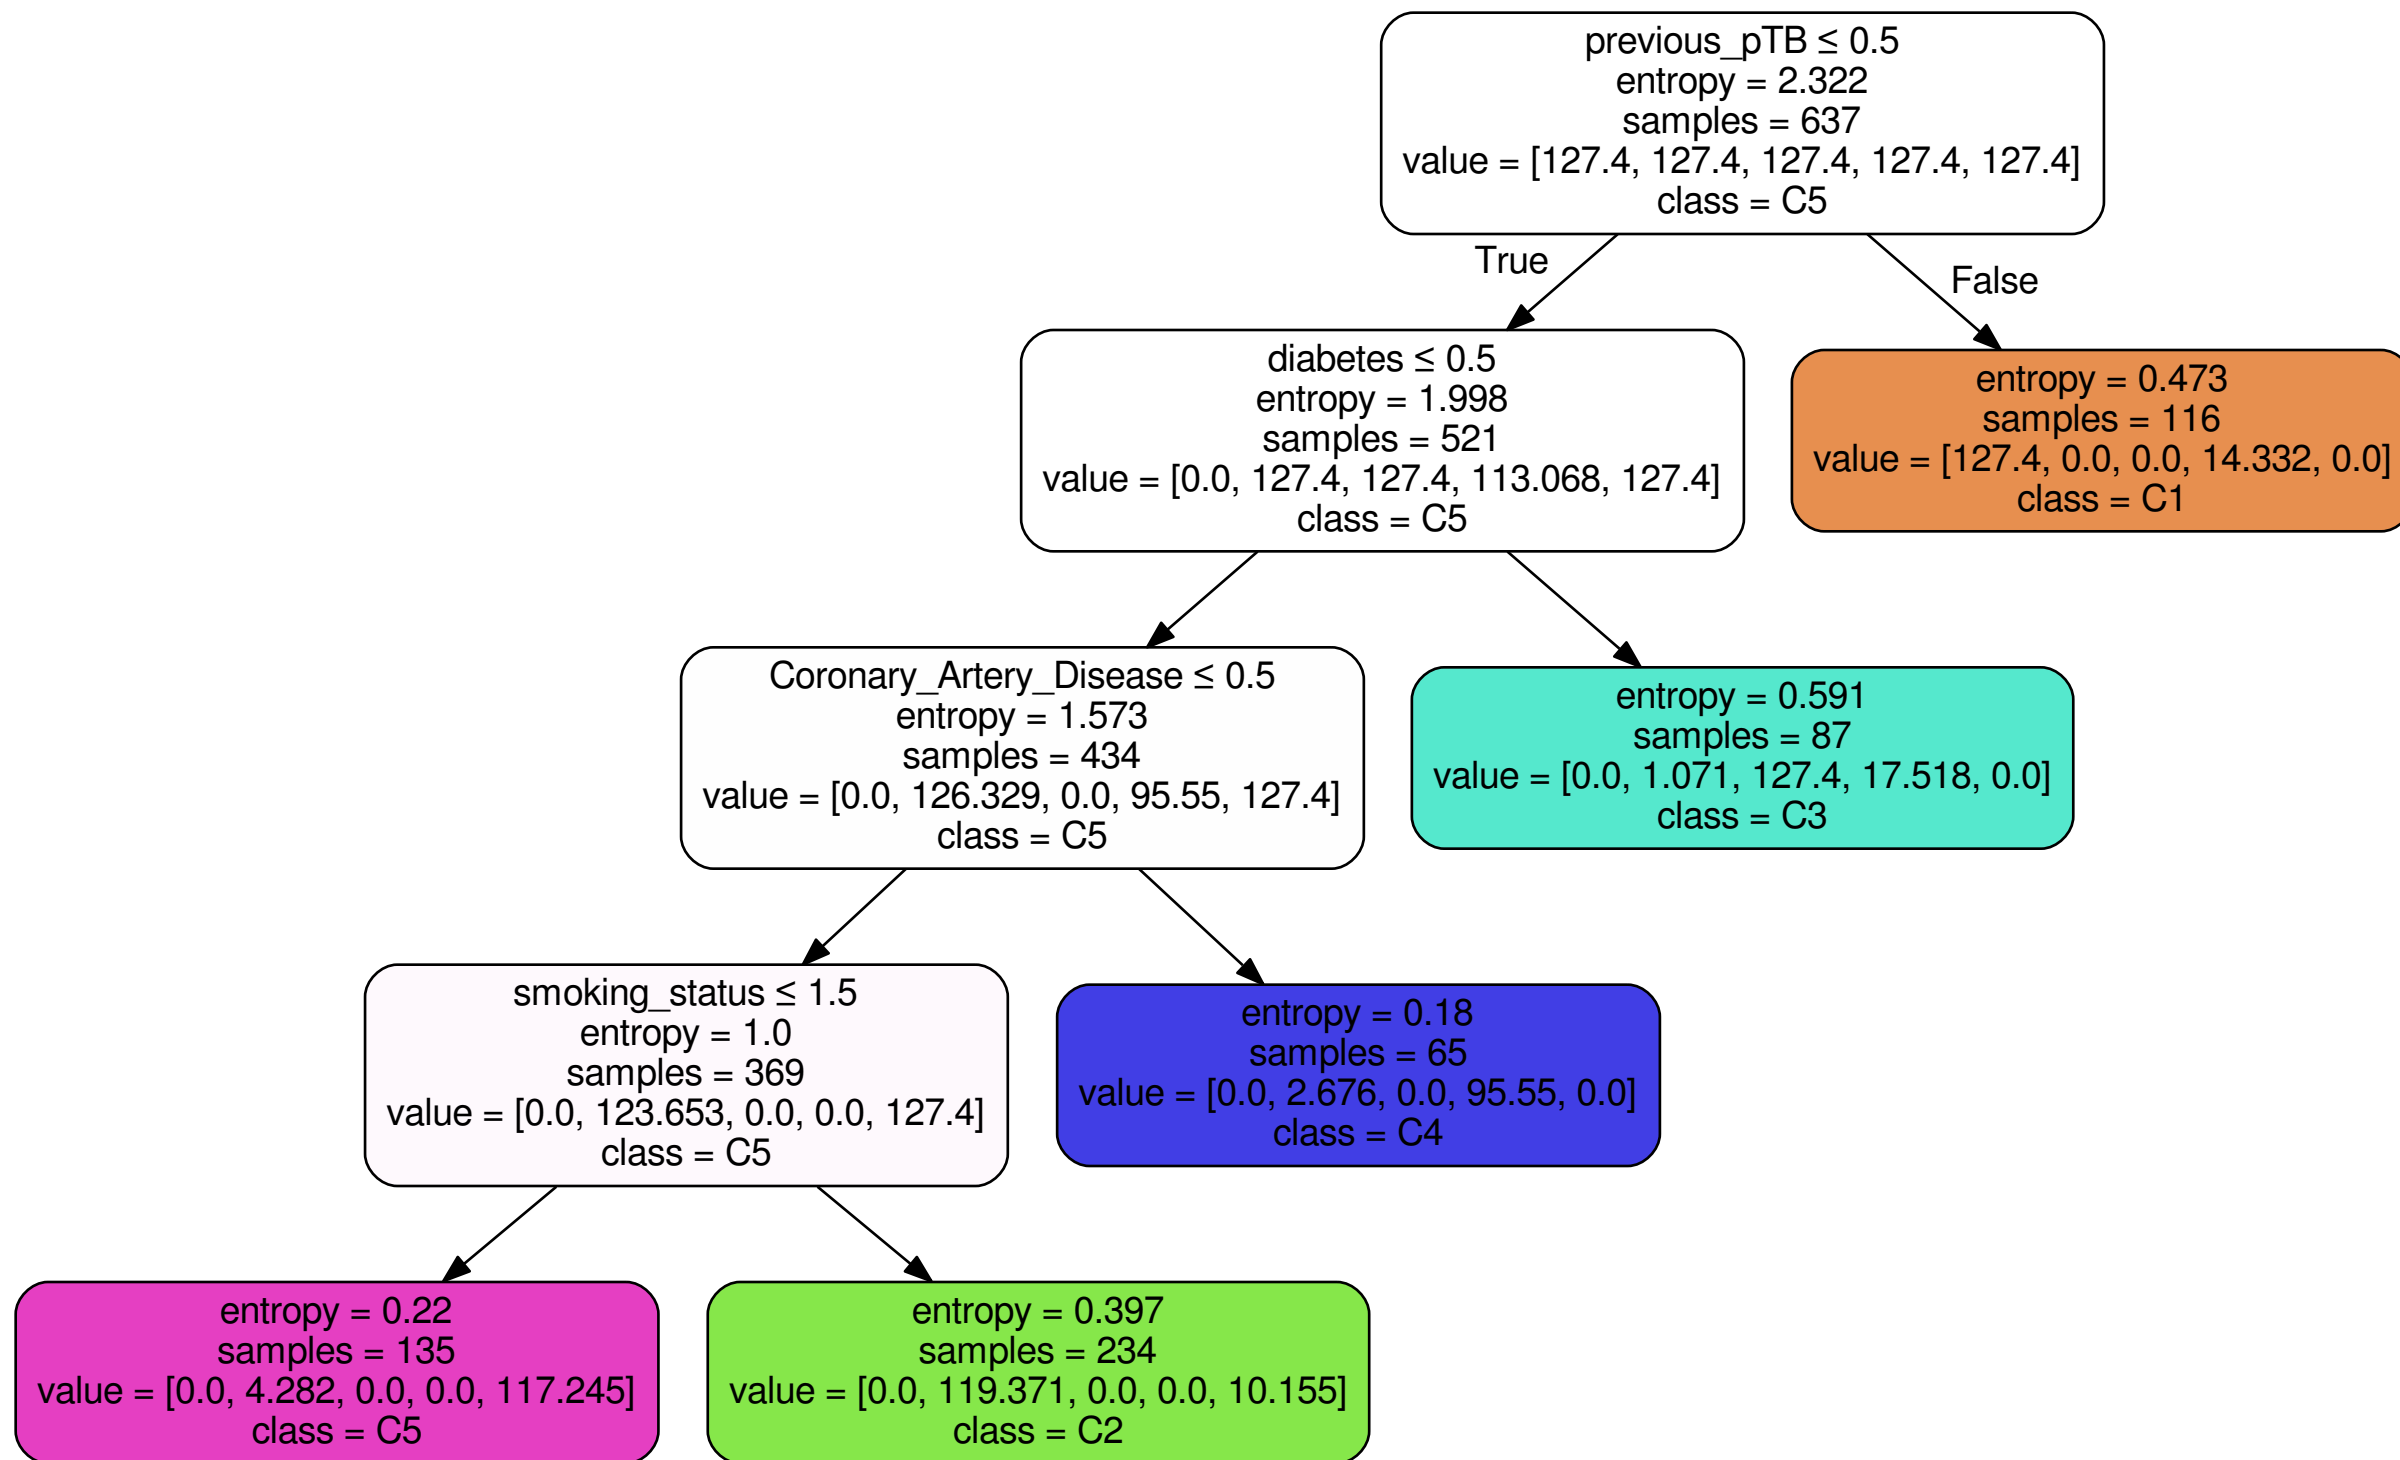 previous_pTB ≤ 0.5
entropy = 2.322
samples = 637
value = [127.4, 127.4, 127.4, 127.4, 127.4]
class = C5
True
False
diabetes ≤ 0.5
entropy = 1.998
samples = 521
value = [0.0, 127.4, 127.4, 113.068, 127.4]
class = C5
entropy = 0.473
samples = 116
value = [127.4, 0.0, 0.0, 14.332, 0.0]
class = C1
Coronary_Artery_Disease ≤ 0.5
entropy = 1.573
samples = 434
value = [0.0, 126.329, 0.0, 95.55, 127.4]
class = C5
entropy = 0.591
samples = 87
value = [0.0, 1.071, 127.4, 17.518, 0.0]
class = C3
smoking_status ≤ 1.5
entropy = 1.0
samples = 369
value = [0.0, 123.653, 0.0, 0.0, 127.4]
class = C5
entropy = 0.18
samples = 65
value = [0.0, 2.676, 0.0, 95.55, 0.0]
class = C4
entropy = 0.22
samples = 135
value = [0.0, 4.282, 0.0, 0.0, 117.245]
class = C5
entropy = 0.397
samples = 234
value = [0.0, 119.371, 0.0, 0.0, 10.155]
class = C2